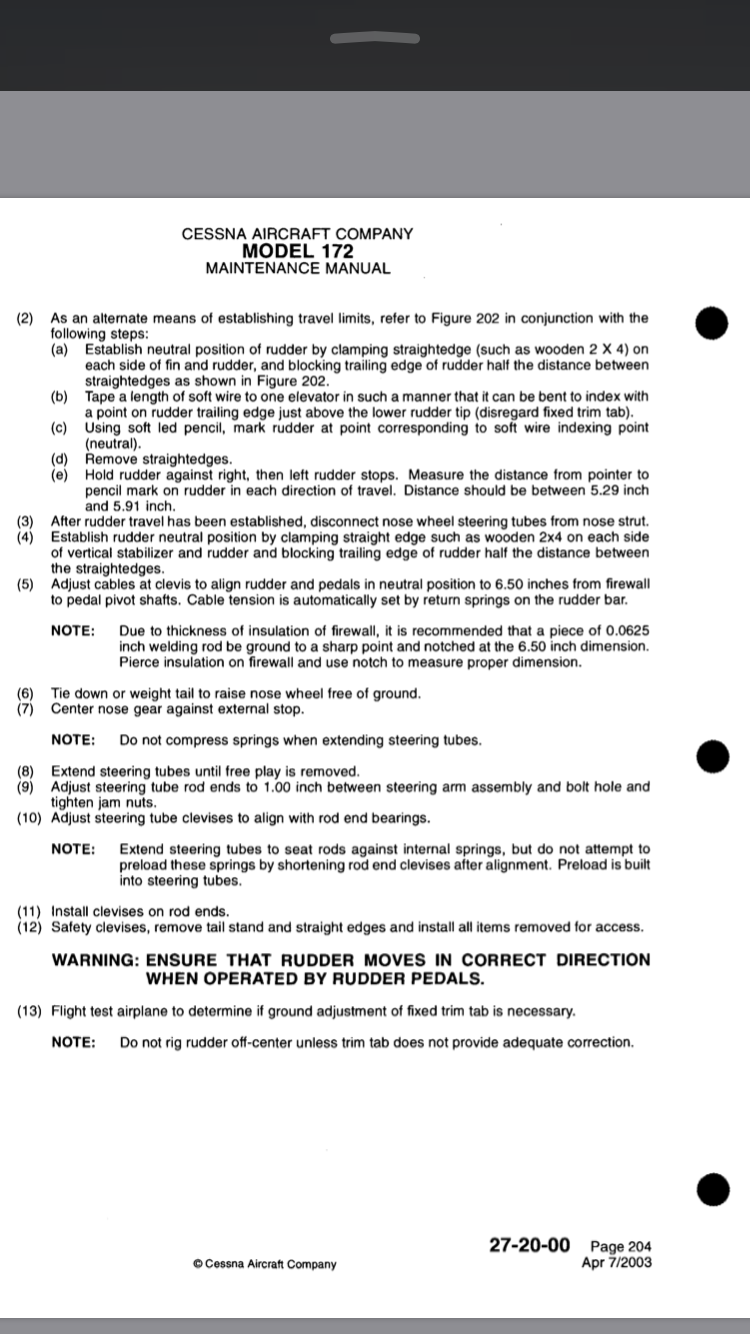 CESSNA AIRCRAFT COMPANY
MODEL 172
MAINTENANCE MANUAL
(2) As an alternate means of establishing travel limits, refer to Figure 202 in conjunction with the
following steps:
(a) Establish neutral position of rudder by clamping straightedge (such as wooden 2 X 4) on
each side of fin and rudder, and blocking trailing edge of rudder half the distance between
straightedges as shown in Figure 202.
(b) Tape a length of soft wire to one elevator in such a manner that it can be bent to index with
a point on rudder trailing edge just above the lower rudder tip (disregard fixed trim tab).
(c) Using soft led pencil, mark rudder at point corresponding to soft wire indexing point
(neutral).
(d) Remove straightedges.
(e) Hold rudder against right, then left rudder stops. Measure the distance from pointer to
pencil mark on rudder in each direction of travel. Distance should be between 5.29 inch
and 5.91 inch.
(3) After rudder travel has been established, disconnect nose wheel steering tubes from nose strut.
(4) Establish rudder neutral position by clamping straight edge such as wooden 2x4 on each side
of vertical stabilizer and rudder and blocking trailing edge of rudder half the distance between
the straightedges.
(5) Adjust cables at clevis to align rudder and pedals in neutral position to 6.50 inches from firewall
to pedal pivot shafts. Cable tension is automatically set by return springs on the rudder bar.
NOTE: Due to thickness of insulation of firewall, it is recommended that a piece of 0.0625
inch welding rod be ground to a sharp point and notched at the 6.50 inch dimension.
Pierce insulation on firewall and use notch to measure proper dimension.
(6) Tie down or weight tail to raise nose wheel free of ground.
(7) Center nose gear against external stop.
NOTE: Do not compress springs when extending steering tubes.
(8) Extend steering tubes until free play is removed.
(9) Adjust steering tube rod ends to 1.00 inch between steering arm assembly and bolt hole and
tighten jam nuts.
(10) Adjust steering tube clevises to align with rod end bearings.
NOTE: Extend steering tubes to seat rods against internal springs, but do not attempt to
preload these springs by shortening rod end clevises after alignment. Preload is built
into steering tubes.
(11) Install clevises on rod ends.
(12) Safety clevises, remove tail stand and straight edges and install all items removed for access.
WARNING: ENSURE THAT RUDDER MOVES IN CORRECT DIRECTION
WHEN OPERATED BY RUDDER PEDALS.
(13) Flight test airplane to determine if ground adjustment of fixed trim tab is necessary.
NOTE: Do not rig rudder off-center unless trim tab does not provide adequate correction.
27-20-00 Page 204
© Cessna Aircraft Company Apr 7/2003